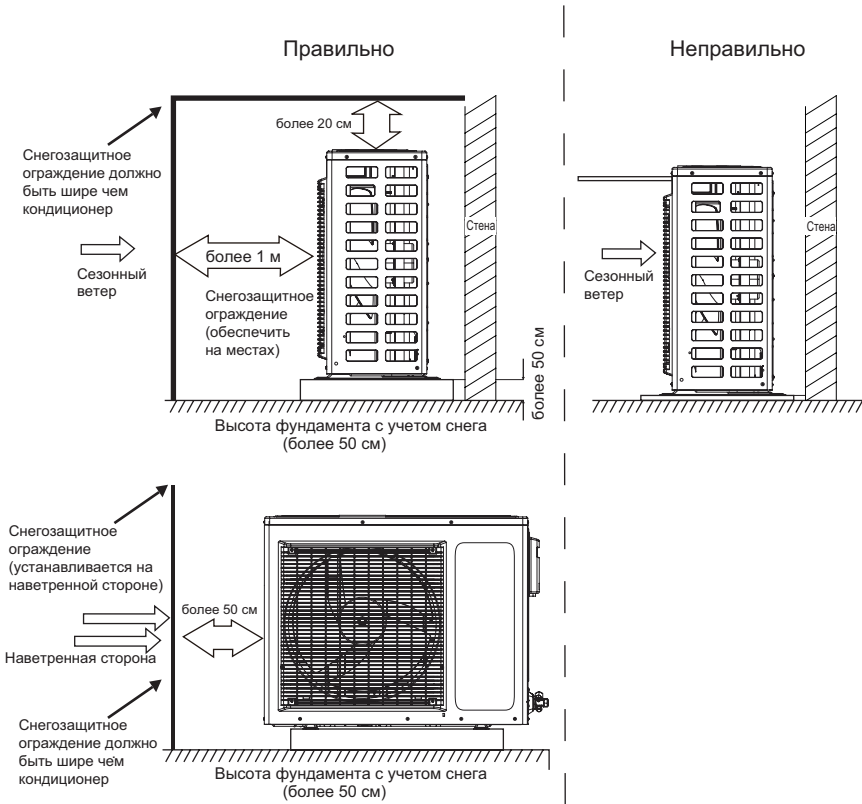 Правильно
Неправильно
более 20 см
Снегозащитное
ограждение должно
быть шире чем
кондиционер
Стена
более 1 м
Сезонный
ветер
Снегозащитное
ограждение
(обеспечить
на местах)
более 50 см
Высота фундамента с учетом снега
(более 50 см)
Стена
Сезонный
ветер
Снегозащитное
ограждение
(устанавливается на
наветренной стороне)
более 50 см
Наветренная сторона
Снегозащитное
ограждение должно
быть шире чем
кондиционер
Высота фундамента с учетом снега
(более 50 см)